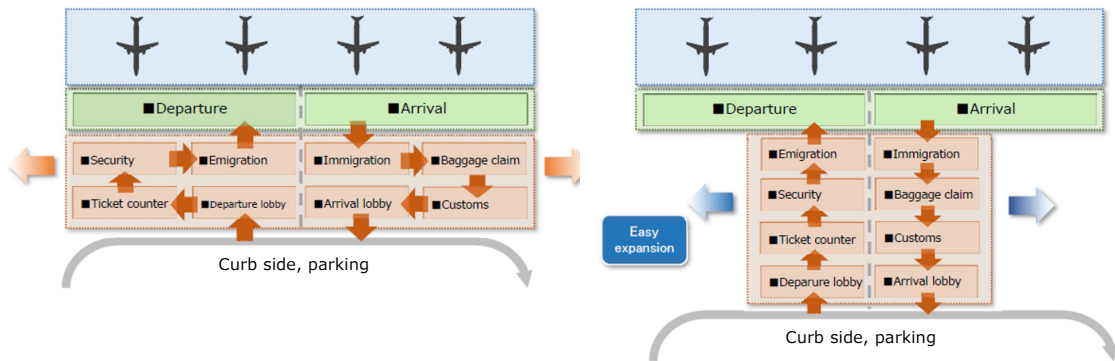 ■Departure
■Arrival
■Security
■Emigration
■Immigration
■Baggage claim
■Ticket counter
■Departure lobby
■Arrival lobby
■Customs
Curb side, parking
■Departure
■Arrival
■Emigration
■Immigration
■Security
■Baggage claim
Easy
expansion
■Ticket counter
■Customs
■Deparure lobby
■Arrival lobby
Curb side, parking